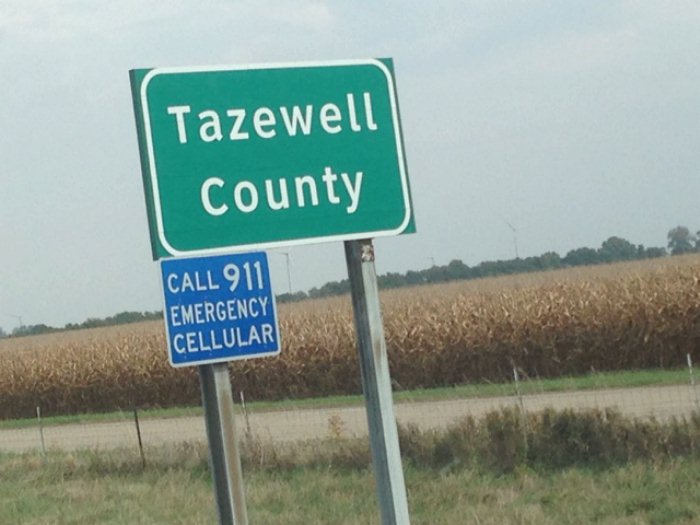 Tazewell
County
CALL 911
EMERGENCY
CELLULAR